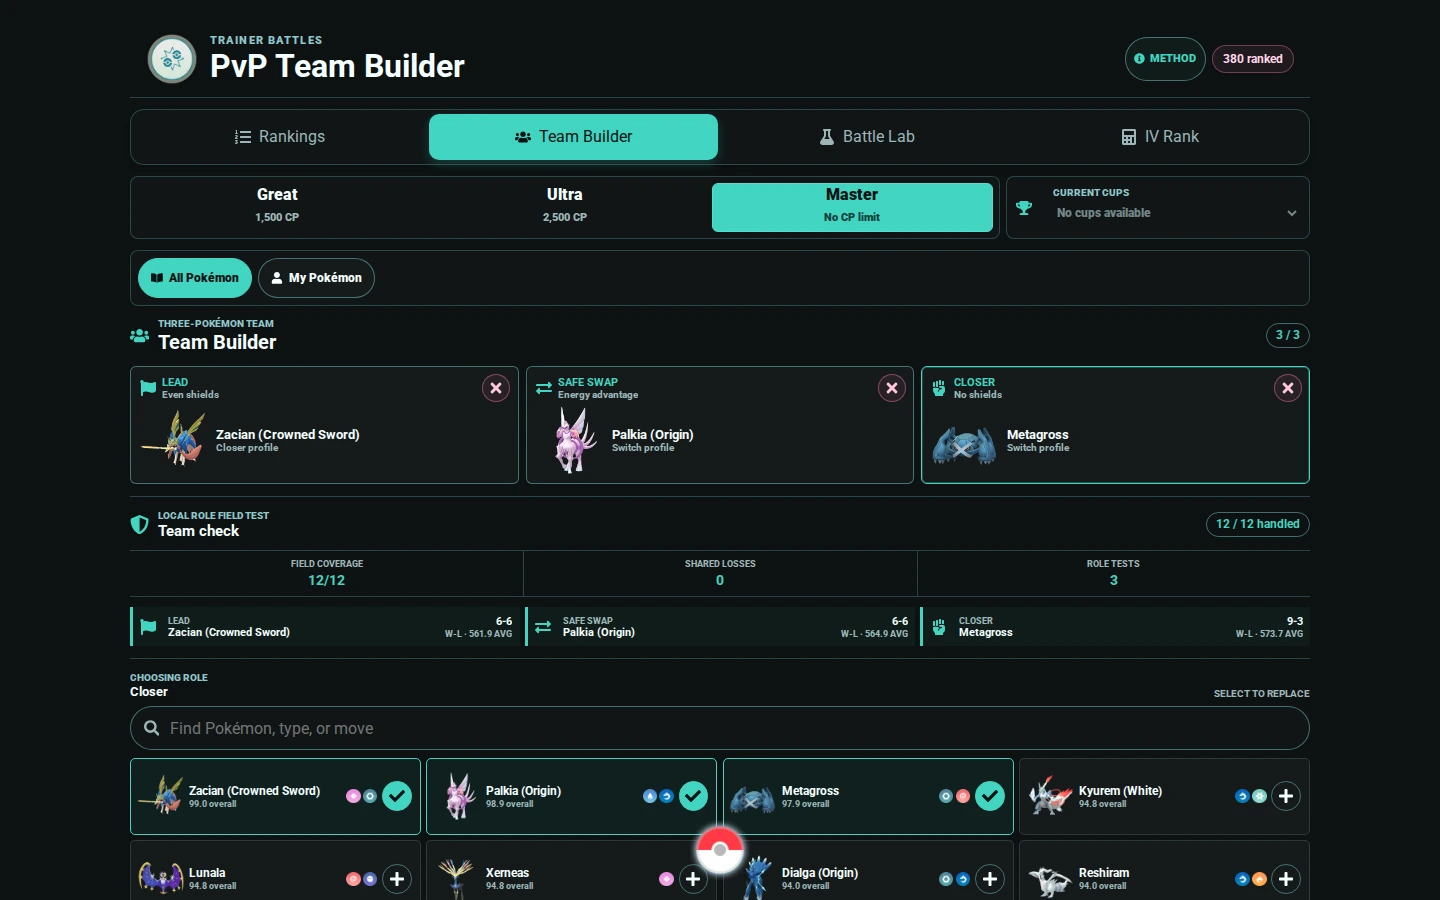 TRAINER BATTLES
PvP Team Builder
METHOD
380 ranked
Rankings
Team Builder
Battle Lab
IV Rank
Great
1,500 CP
Ultra
2,500 CP
Master
No CP limit
CURRENT CUPS
No cups available
All Pokémon
My Pokémon
THREE-POKÉMON TEAM
Team Builder
3 / 3
LEAD
Even shields
Zacian (Crowned Sword)
Closer profile
SAFE SWAP
Energy advantage
Palkia (Origin)
Switch profile
CLOSER
No shields
Metagross
Switch profile
LOCAL ROLE FIELD TEST
Team check
12 / 12 handled
FIELD COVERAGE
12/12
SHARED LOSSES
0
ROLE TESTS
3
LEAD
Zacian (Crowned Sword)
6-6
W-L · 561.9 AVG
SAFE SWAP
Palkia (Origin)
6-6
W-L · 564.9 AVG
CLOSER
Metagross
9-3
W-L · 573.7 AVG
CHOOSING ROLE
Closer
SELECT TO REPLACE
Find Pokémon, type, or move
Zacian (Crowned Sword)
99.0 overall
Palkia (Origin)
98.9 overall
Metagross
97.9 overall
Kyurem (White)
94.8 overall
Lunala
94.8 overall
Xerneas
94.8 overall
Dialga (Origin)
94.0 overall
Reshiram
94.0 overall